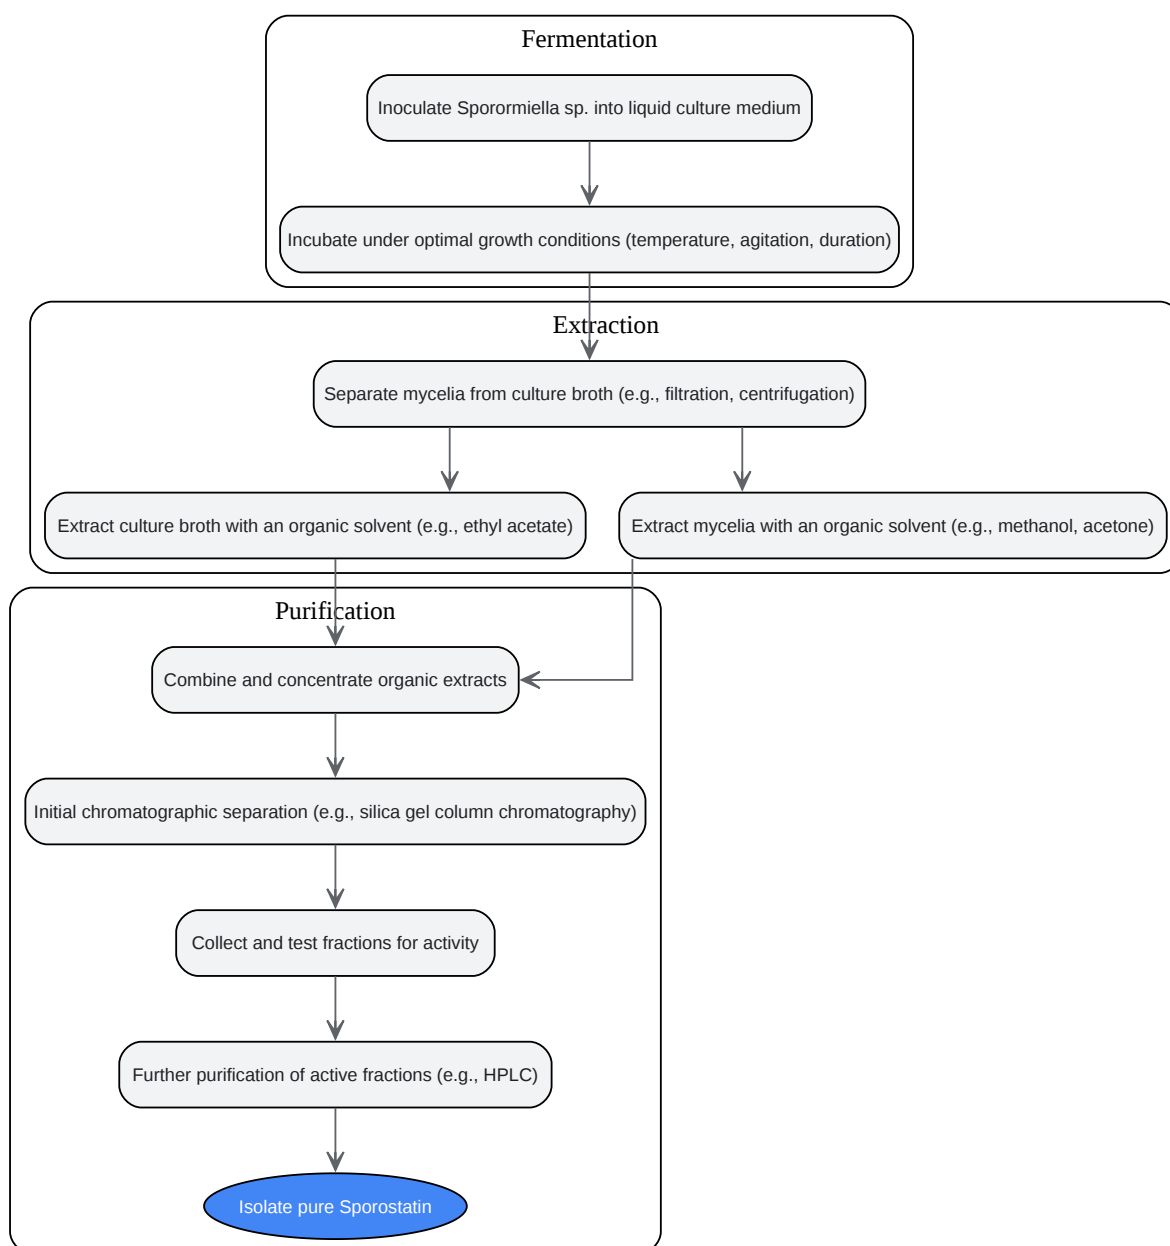 Fermentation
Inoculate Sporormiella sp. into liquid culture medium
Incubate under optimal growth conditions (temperature, agitation, duration)
Extraction
Separate mycelia from culture broth (e.g., filtration, centrifugation)
Extract culture broth with an organic solvent (e.g., ethyl acetate)
Extract mycelia with an organic solvent (e.g., methanol, acetone)
Purification
Combine and concentrate organic extracts
Initial chromatographic separation (e.g., silica gel column chromatography)
Collect and test fractions for activity
Further purification of active fractions (e.g., HPLC)
Isolate pure Sporostatin